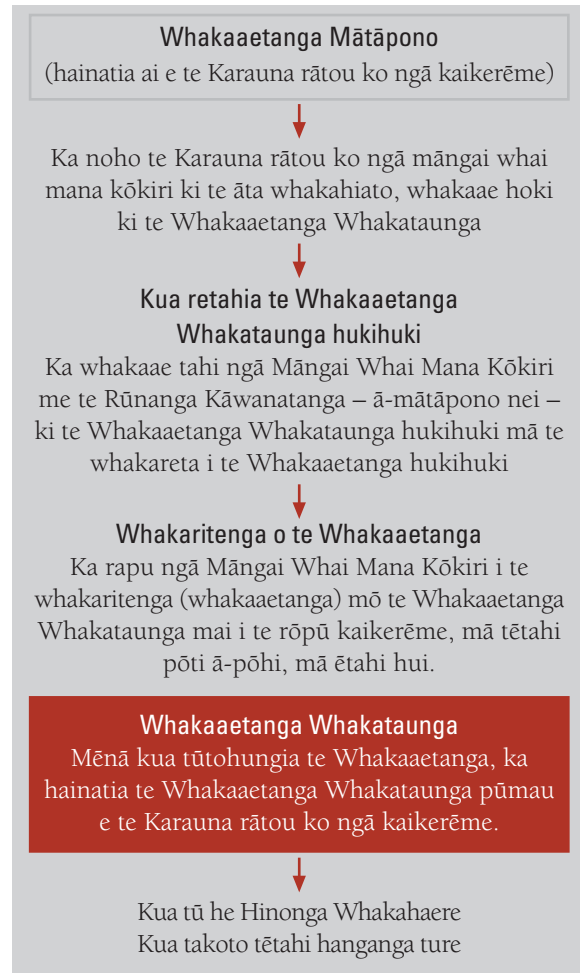 Whakaaetanga Mātāpono
(hainatia ai e te Karauna rātou ko ngā kaikerēme)
Ka noho te Karauna rātou ko ngā māngai whai
mana kōkiri ki te āta whakahiato, whakaae hoki
ki te Whakaaetanga Whakataunga
Kua retahia te Whakaaetanga
Whakataunga hukihuki
Ka whakaae tahi ngā Māngai Whai Mana Kōkiri
me te Rūnanga Kāwanatanga – ā-mātāpono nei –
ki te Whakaaetanga Whakataunga hukihuki mā te
whakareta i te Whakaaetanga hukihuki
Whakaritenga o te Whakaaetanga
Ka rapu ngā Māngai Whai Mana Kōkiri i te
whakaritenga (whakaaetanga) mō te Whakaaetanga
Whakataunga mai i te rōpū kaikerēme, mā tētahi
pōti ā-pōhi, mā ētahi hui.
Whakaaetanga Whakataunga
Mēnā kua tūtohungia te Whakaaetanga, ka
hainatia te Whakaaetanga Whakataunga pūmau
e te Karauna rātou ko ngā kaikerēme.
Kua tū he Hinonga Whakahaere
Kua takoto tētahi hanganga ture